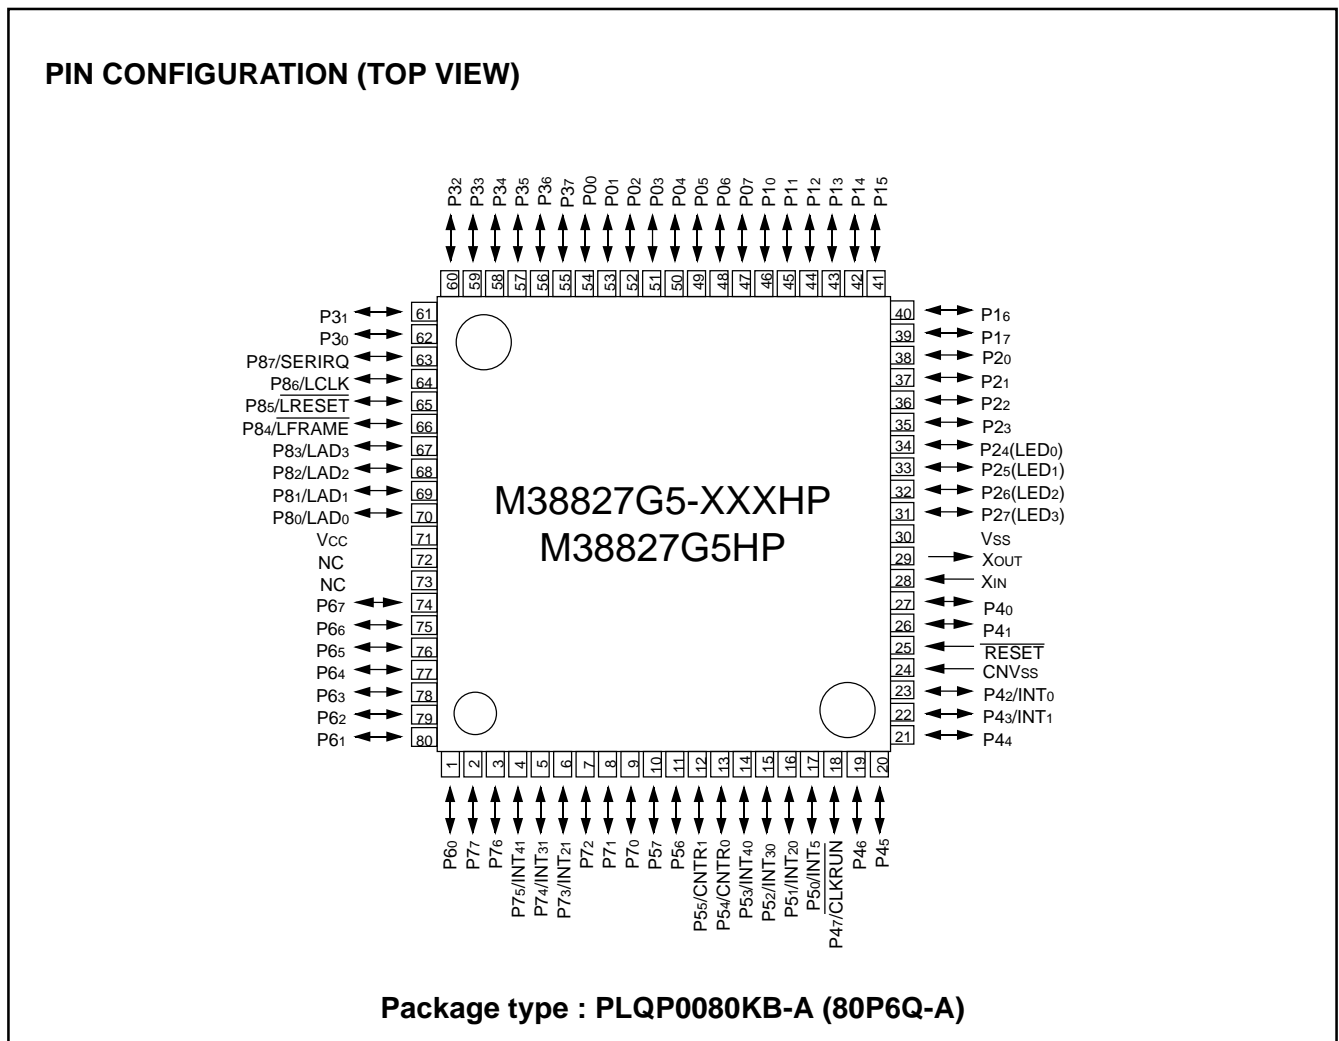 PIN CONFIGURATION (TOP VIEW)
P32 P33 P34 P35 P36 P37 P00 P01 P02 P03 P04 P05 P06 P07 P10 P11 P12 P13 P14 P15
60 59 58 57 56 55 54 53 52 51 50 49 48 47 46 45 44 43 42 41
P31 61
P30 62
P87/SERIRQ 63
P86/LCLK 64
P85/LRESET 65
P84/LFRAME 66
P83/LAD3 67
P82/LAD2 68
P81/LAD1 69
P80/LAD0 70
VCC 71
NC 72
NC 73
P67 74
P66 75
P65 76
P64 77
P63 78
P62 79
P61 80
M38827G5-XXXHP
M38827G5HP
40 P16
39 P17
38 P20
37 P21
36 P22
35 P23
34 P24(LED0)
33 P25(LED1)
32 P26(LED2)
31 P27(LED3)
30 VSS
29 XOUT
28 XIN
27 P40
26 P41
25 RESET
24 CNVSS
23 P42/INT0
22 P43/INT1
21 P44
1 2 3 4 5 6 7 8 9 10 11 12 13 14 15 16 17 18 19 20
P60 P77 P76 P75/INT41 P74/INT31 P73/INT21 P72 P71 P70 P57 P56 P55/CNTR1 P54/CNTR0 P53/INT40 P52/INT30 P51/INT20 P50/INT5 P47/CLKRUN P46 P45
Package type : PLQP0080KB-A (80P6Q-A)